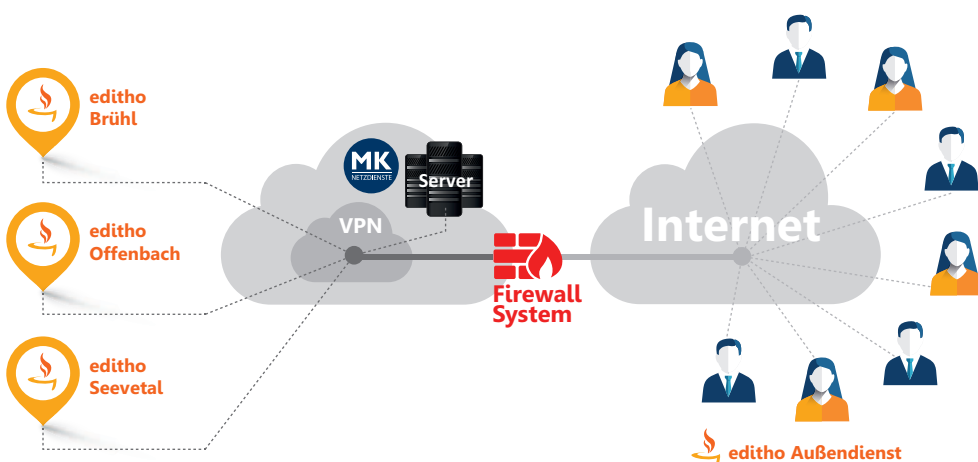 editho
Brühl
editho
Offenbach
editho
Seevetal
MK
NETZDIENSTE
Server
VPN
Firewall
System
Internet
editho Außendienst